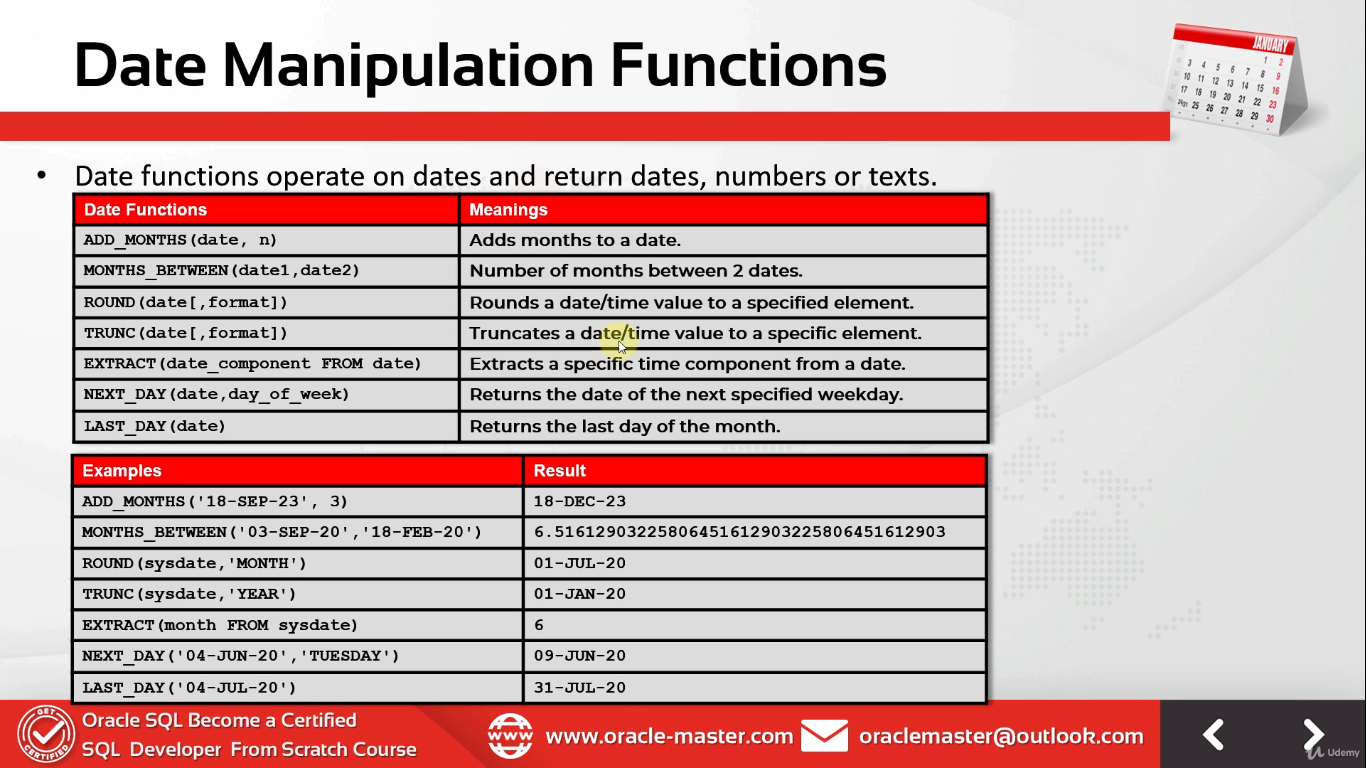 Date Manipulation Functions
JANUARY
• Date functions operate on dates and return dates, numbers or texts.
Date Functions Meanings
ADD_MONTHS(date, n) Adds months to a date.
MONTHS_BETWEEN(date1,date2) Number of months between 2 dates.
ROUND(date[,format]) Rounds a date/time value to a specified element.
TRUNC(date[,format]) Truncates a date/time value to a specific element.
EXTRACT(date_component FROM date) Extracts a specific time component from a date.
NEXT_DAY(date,day_of_week) Returns the date of the next specified weekday.
LAST_DAY(date) Returns the last day of the month.
Examples Result
ADD_MONTHS('18-SEP-23', 3) 18-DEC-23
MONTHS_BETWEEN('03-SEP-20','18-FEB-20') 6.51612903225806451612903225806451612903
ROUND(sysdate,'MONTH') 01-JUL-20
TRUNC(sysdate,'YEAR') 01-JAN-20
EXTRACT(month FROM sysdate) 6
NEXT_DAY('04-JUN-20','TUESDAY') 09-JUN-20
LAST_DAY('04-JUL-20') 31-JUL-20
GET CERTIFIED
Oracle SQL Become a Certified
SQL Developer From Scratch Course
WWW
www.oracle-master.com
oraclemaster@outlook.com
Udemy